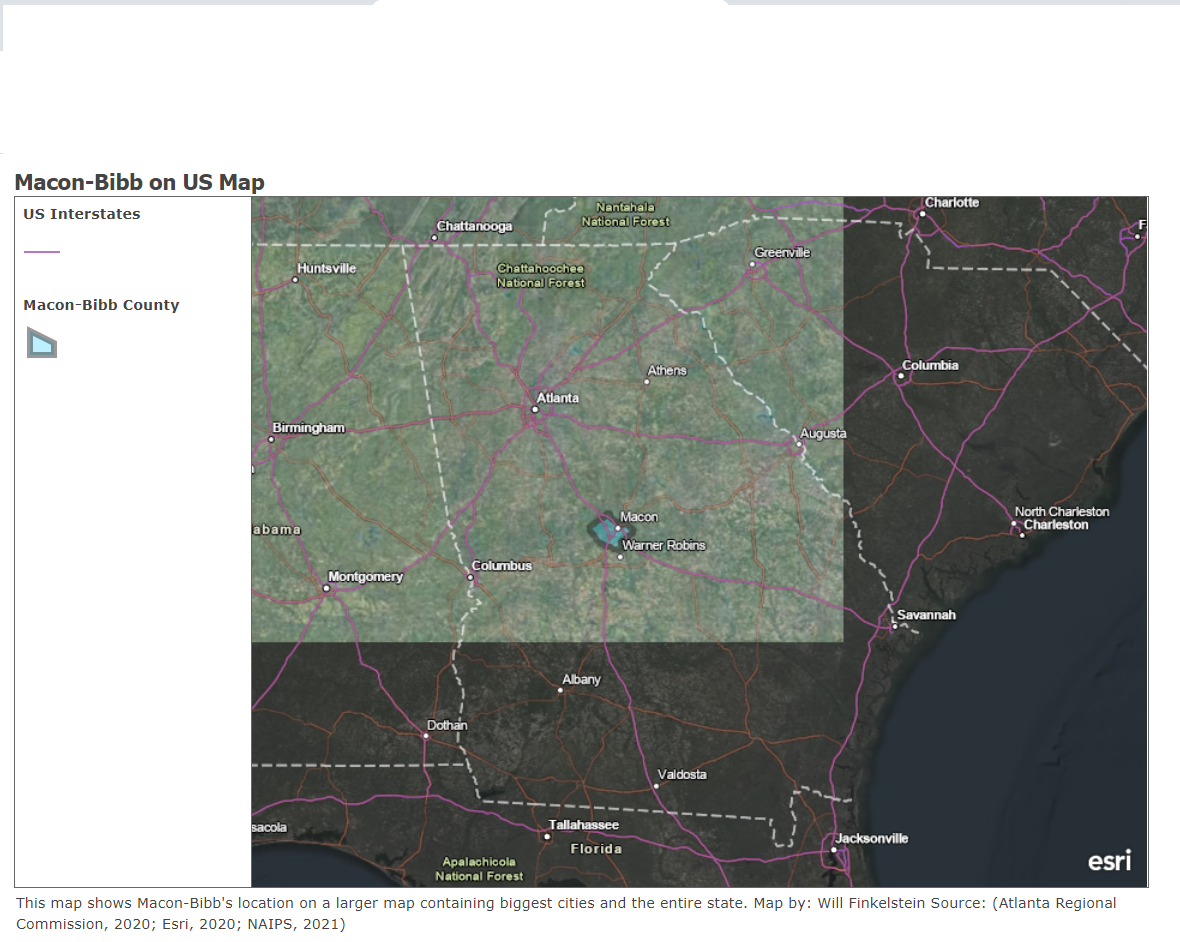 Macon-Bibb on US Map
US Interstates
Macon-Bibb County
Nantahala
National Forest
Charlotte
Chattanooga
F
Greenville
Huntsville
Chattahoochee
National Forest
Columbia
Athens
Atlanta
Birmingham
Augusta
North Charleston
Charleston
Macon
abama
Warner Robins
Columbus
Montgomery
Savannah
Albany
Dothan
Valdosta
sacola
Tallahassee
Florida
Jacksonville
Apalachicola
National Forest
esri
This map shows Macon-Bibb's location on a larger map containing biggest cities and the entire state. Map by: Will Finkelstein Source: (Atlanta Regional
Commission, 2020; Esri, 2020; NAIPS, 2021)